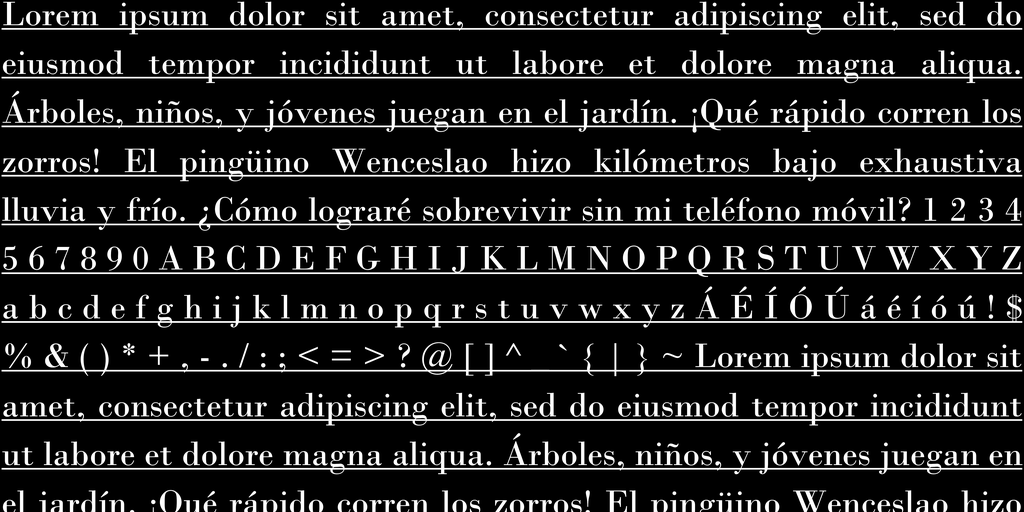 Lorem ipsum dolor sit amet, consectetur adipiscing elit, sed do
eiusmod tempor incididunt ut labore et dolore magna aliqua.
Árboles, niños, y jóvenes juegan en el jardín. ¡Qué rápido corren los
zorros! El pingüino Wenceslao hizo kilómetros bajo exhaustiva
lluvia y frío. ¿Cómo lograré sobrevivir sin mi teléfono móvil? 1 2 3 4
5 6 7 8 9 0 A B C D E F G H I J K L M N O P Q R S T U V W X Y Z
a b c d e f g h i j k l m n o p q r s t u v w x y z Á É Í Ó Ú á é í ó ú ! $
% & ( ) * + , - . / : ; < = > ? @ [ ] ^ _ ` { | } ~ Lorem ipsum dolor sit
amet, consectetur adipiscing elit, sed do eiusmod tempor incididunt
ut labore et dolore magna aliqua. Árboles, niños, y jóvenes juegan en
el jardín. ¡Qué rápido corren los zorros! El pingüino Wenceslao hizo